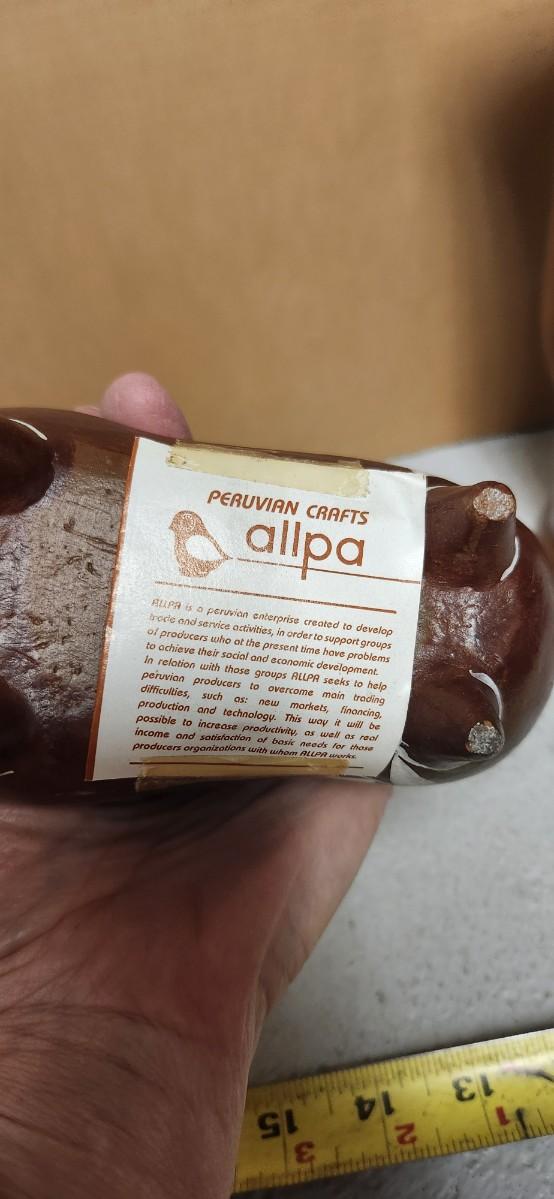 PERUVIAN CRAFTS
allpa
ALLPA is a peruvian enterprise created to develop
trade and service activities, in order to support groups
of producers who at the present time have problems
to achieve their social and economic development.
In relation with those groups ALLPA seeks to help
peruvian producers to overcome main trading
difficulties, such as: new markets, financing,
production and technology. This way it will be
possible to increase productivity, as well as real
income and satisfaction of basic needs for those
producers organizations with whom ALLPA works.
15 14 13
3 2 1